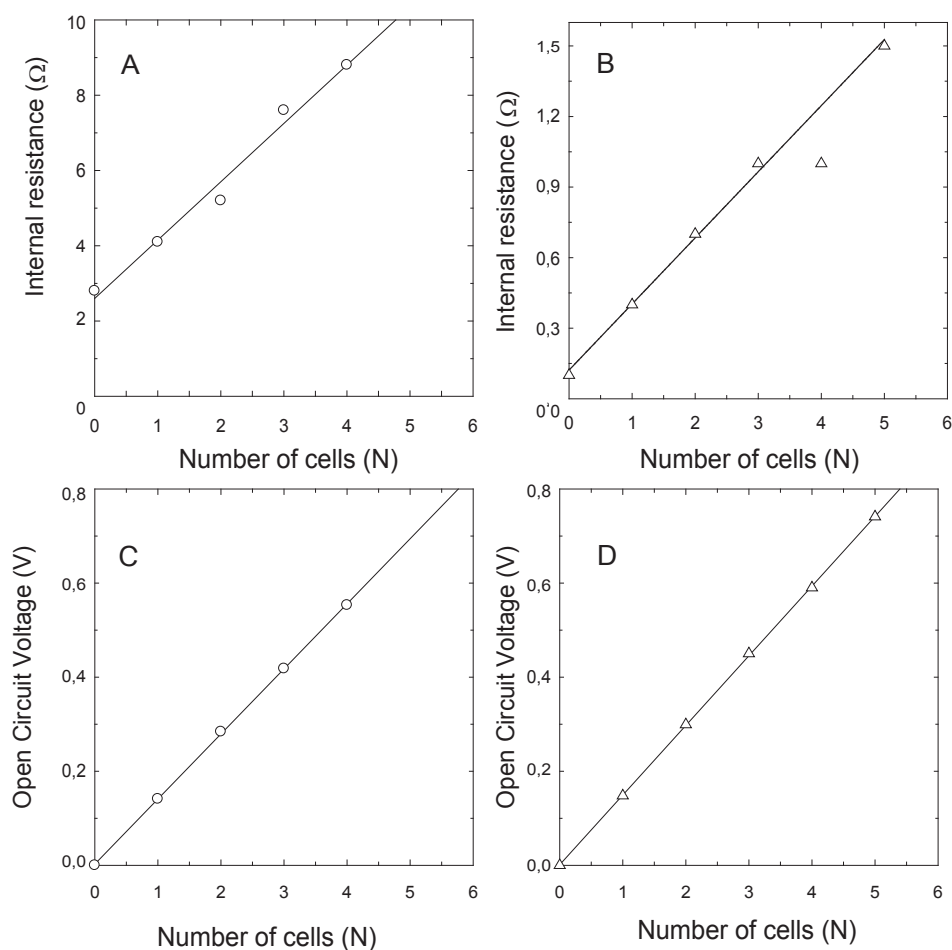 A
Internal resistance (Ω)
10
8
6
4
2
0
0 1 2 3 4 5 6
Number of cells (N)
B
Internal resistance (Ω)
1,5
1,2
0,9
0,6
0,3
0,0
0 1 2 3 4 5 6
Number of cells (N)
C
Open Circuit Voltage (V)
0,8
0,6
0,4
0,2
0,0
0 1 2 3 4 5 6
Number of cells (N)
D
Open Circuit Voltage (V)
0,8
0,6
0,4
0,2
0,0
0 1 2 3 4 5 6
Number of cells (N)